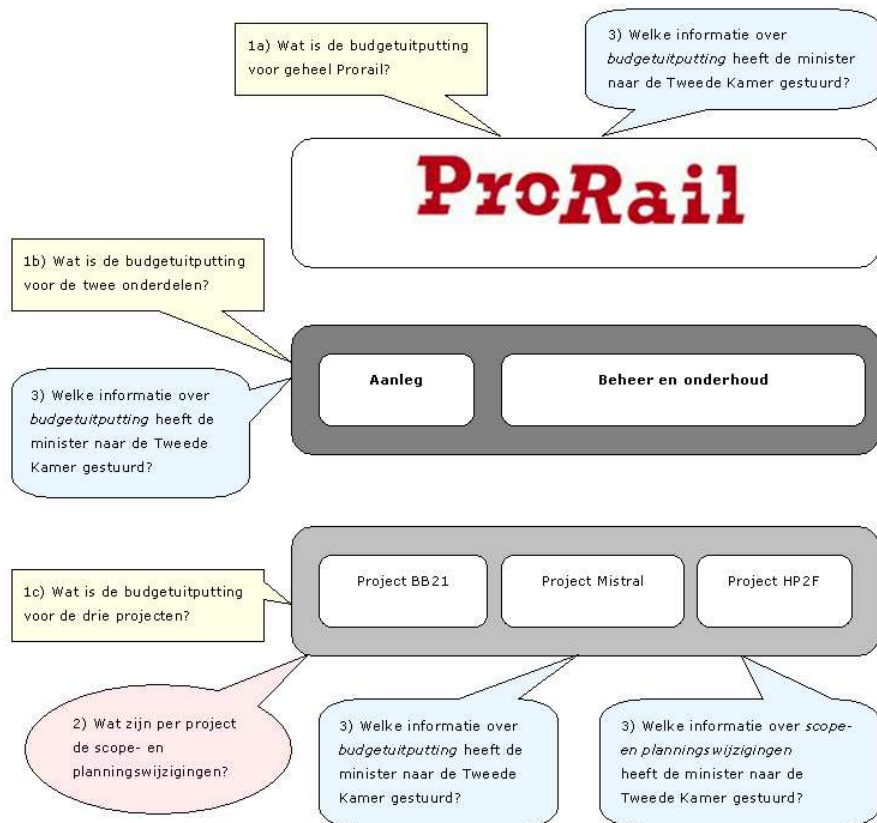 1a) Wat is de budgetuitputting
voor geheel Prorail?
3) Welke informatie over
budgetuitputting heeft de minister
naar de Tweede Kamer gestuurd?
ProRail
1b) Wat is de budgetuitputting
voor de twee onderdelen?
Aanleg
Beheer en onderhoud
3) Welke informatie over
budgetuitputting heeft de
minister naar de Tweede
Kamer gestuurd?
1c) Wat is de budgetuitputting
voor de drie projecten?
Project BB21
Project Mistral
Project HP2F
2) Wat zijn per project
de scope- en
planningswijzigingen?
3) Welke informatie over
budgetuitputting heeft de
minister naar de Tweede
Kamer gestuurd?
3) Welke informatie over scope-
en planningswijzigingen
heeft de minister naar de
Tweede Kamer gestuurd?